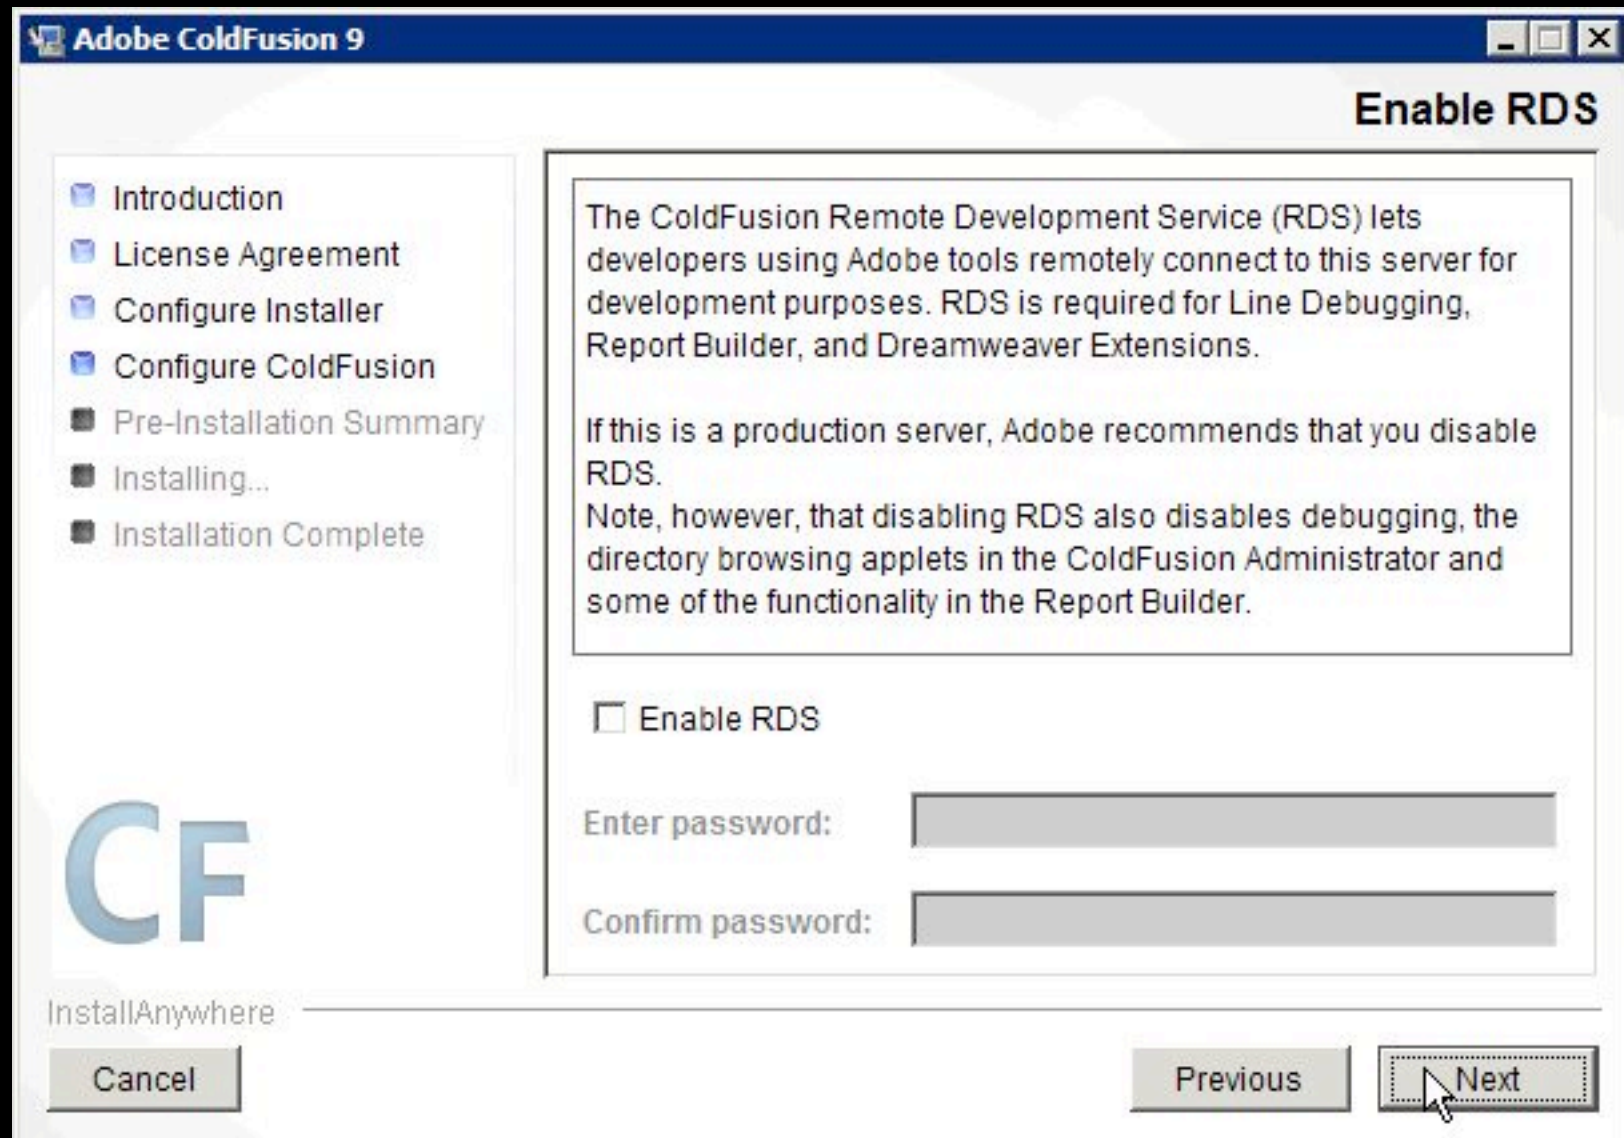 Adobe ColdFusion 9
Enable RDS
Introduction
License Agreement
Configure Installer
Configure ColdFusion
Pre-Installation Summary
Installing...
Installation Complete
The ColdFusion Remote Development Service (RDS) lets
developers using Adobe tools remotely connect to this server for
development purposes. RDS is required for Line Debugging,
Report Builder, and Dreamweaver Extensions.
If this is a production server, Adobe recommends that you disable
RDS.
Note, however, that disabling RDS also disables debugging, the
directory browsing applets in the ColdFusion Administrator and
some of the functionality in the Report Builder.
Enable RDS
Enter password:
Confirm password:
CF
InstallAnywhere
Cancel
Previous
Next